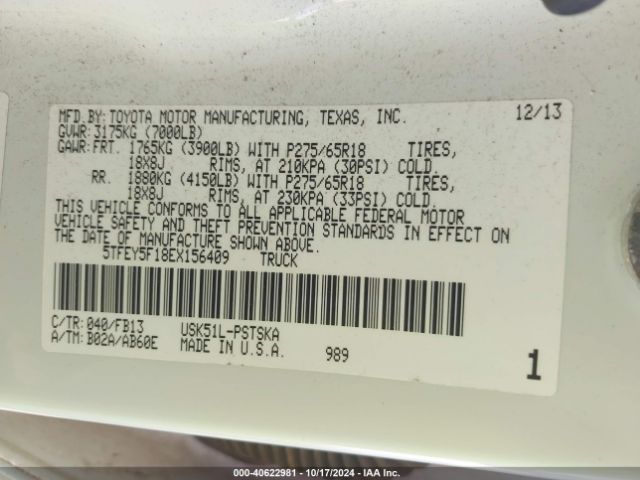 MFD.BY: TOYOTA MOTOR MANUFACTURING, TEXAS, INC. 12/13
GVWR: 3175KG (7000LB)
GAWR: FRT. 1765KG (3900LB) WITH P275/65R18 TIRES,
18X8J RIMS, AT 210KPA (30PSI) COLD.
RR. 1880KG (4150LB) WITH P275/65R18 TIRES,
18X8J RIMS, AT 230KPA (33PSI) COLD.
THIS VEHICLE CONFORMS TO ALL APPLICABLE FEDERAL MOTOR
VEHICLE SAFETY AND THEFT PREVENTION STANDARDS IN EFFECT ON
THE DATE OF MANUFACTURE SHOWN ABOVE.
5TFEY5F18EX156409 TRUCK
C/TR: 040/FB13 USK51L-PSTSKA
A/TM: B02A/AB60E MADE IN U.S.A. 989 1
000-40622981 - 10/17/2024 - IAA Inc.